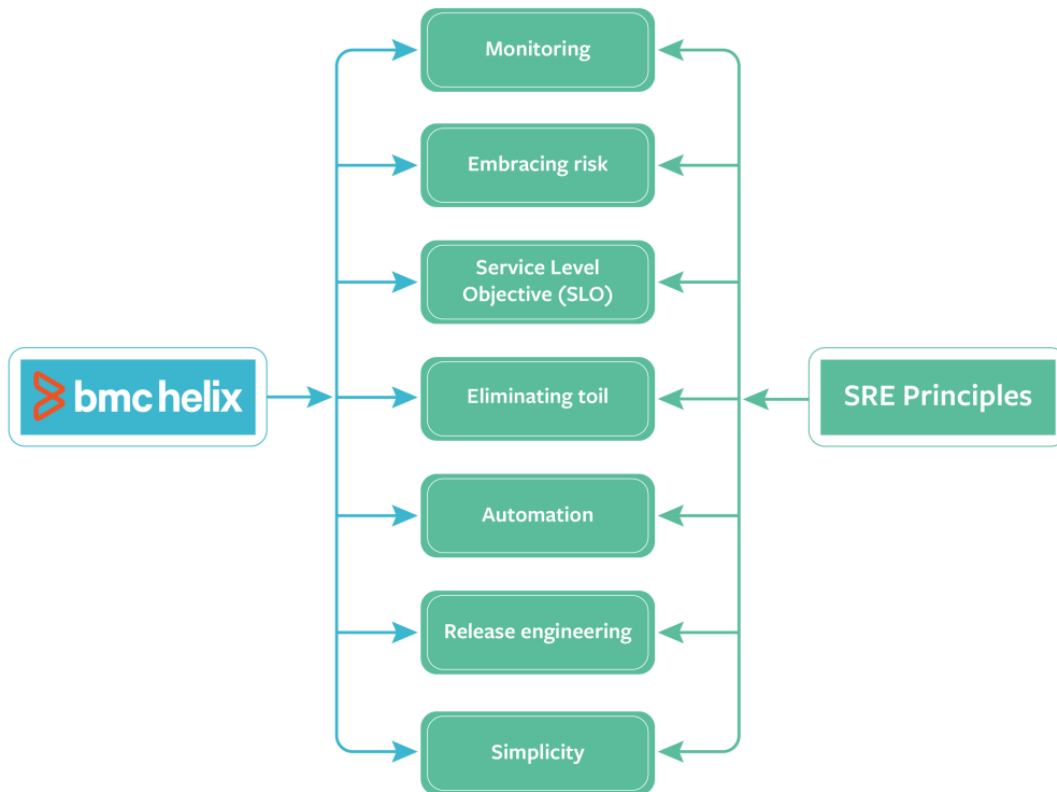 Monitoring
Embracing risk
Service Level
Objective (SLO)
bmc helix
Eliminating toil
SRE Principles
Automation
Release engineering
Simplicity